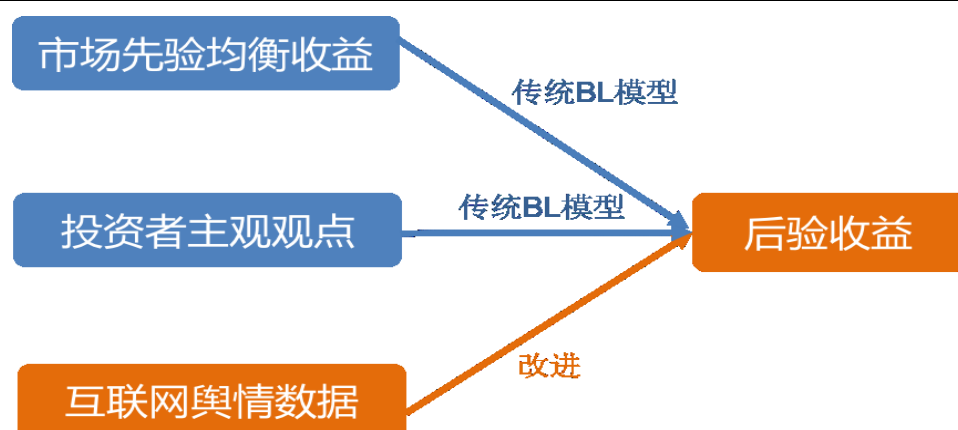 市场先验均衡收益
传统BL模型
投资者主观观点
传统BL模型
后验收益
改进
互联网舆情数据